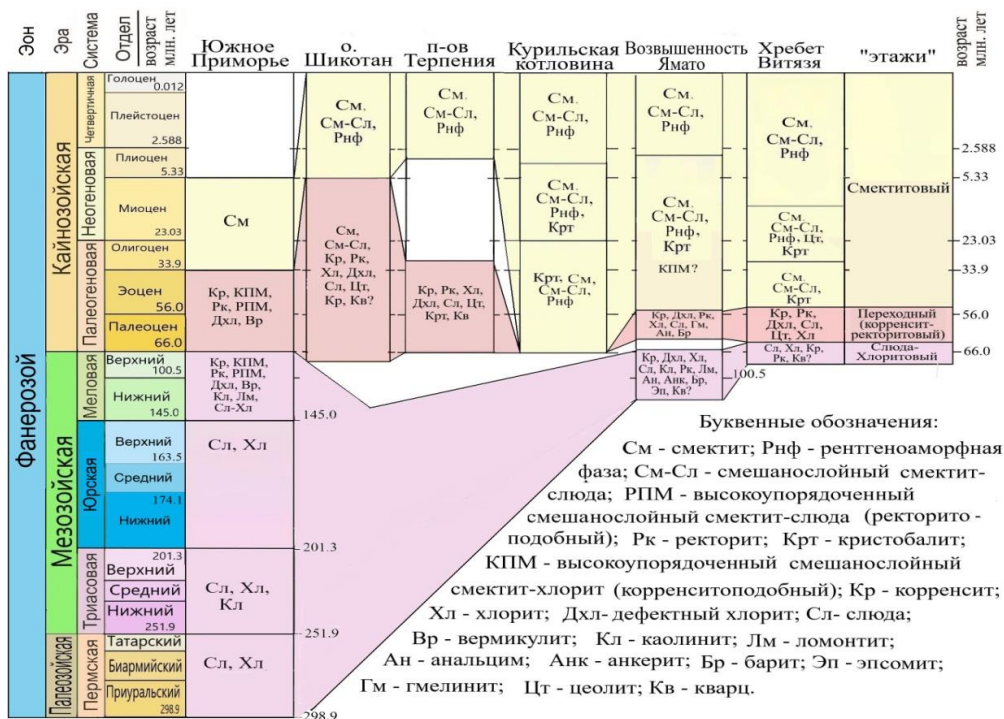 Эон
Эра
Система
Отдел
возраст
млн. лет
Южное
Приморье
о.
Шикотан
п-ов
Терпения
Курильская
котловина
Возвышенность
Ямато
Хребет
Витязя
"этажи"
возраст
млн. лет
Фанерозой
Кайнозойская
Мезозойская
Палеозойская
Четвертичная
Неогеновая
Палеогеновая
Меловая
Юрская
Триасовая
Пермская
Голоцен
0.012
Плейстоцен
2.588
Плиоцен
5.33
Миоцен
23.03
Олигоцен
33.9
Эоцен
56.0
Палеоцен
66.0
Верхний
100.5
Нижний
145.0
Верхний
163.5
Средний
174.1
Нижний
201.3
Верхний
Средний
Нижний
251.9
Татарский
Биармийский
Приуральский
298.9
См
Кр, КПМ,
Рк, РПМ,
Дхл, Вр
Кр, КПМ,
Рк, РПМ,
Дхл, Вр,
Кл, Лм,
Сл-Хл
Сл, Хл
Сл, Хл,
Кл
Сл, Хл
См.
См-Сл,
Рнф
См,
См-Сл,
Кр, Рк,
Хл, Дхл,
Сл, Цт,
Кр, Кв?
145.0
201.3
251.9
298.9
См.
См-Сл,
Рнф
Кр, Рк, Хл,
Дхл, Сл, Цт,
Крт, Кв
См.
См-Сл,
Рнф
См.
См-Сл,
Рнф,
Крт
Крт, См,
См-Сл,
Рнф
См.
См-Сл,
Рнф
См.
См-Сл,
Рнф,
Крт
КПМ?
Кр, Дхл, Рк,
Хл, Сл, Гм,
Ан, Бр
Кр, Дхл, Хл,
Сл, Кл, Рк, Лм,
Ан, Анк, Бр,
Эп, Кв?
100.5
См.
См-Сл,
Рнф
См.
См-Сл,
Рнф, Цт,
Крт
См.
См-Сл,
Крт
Кр, Рк,
Дхл, Сл,
Цт, Хл
Сл, Хл, Кр,
Рк, Кв?
Смектитовый
Переходный
(корренсит-
ректоритовый)
Слюда-
Хлоритовый
2.588
5.33
23.03
33.9
56.0
66.0
Буквенные обозначения:
См - смектит; Рнф - рентгеноаморфная
фаза; См-Сл - смешанослойный смектит-
слюда; РПМ - высокоупорядоченный
смешанослойный смектит-слюда (ректорито-
подобный); Рк - ректорит; Крт - кристобалит;
КПМ - высокоупорядоченный смешанослойный
смектит-хлорит (корренситоподобный); Кр - корренсит;
Хл - хлорит; Дхл- дефектный хлорит; Сл- слюда;
Вр - вермикулит; Кл - каолинит; Лм - ломонтит;
Ан - анальцим; Анк - анкерит; Бр - барит; Эп - эпсомит;
Гм - гмелинит; Цт - цеолит; Кв - кварц.